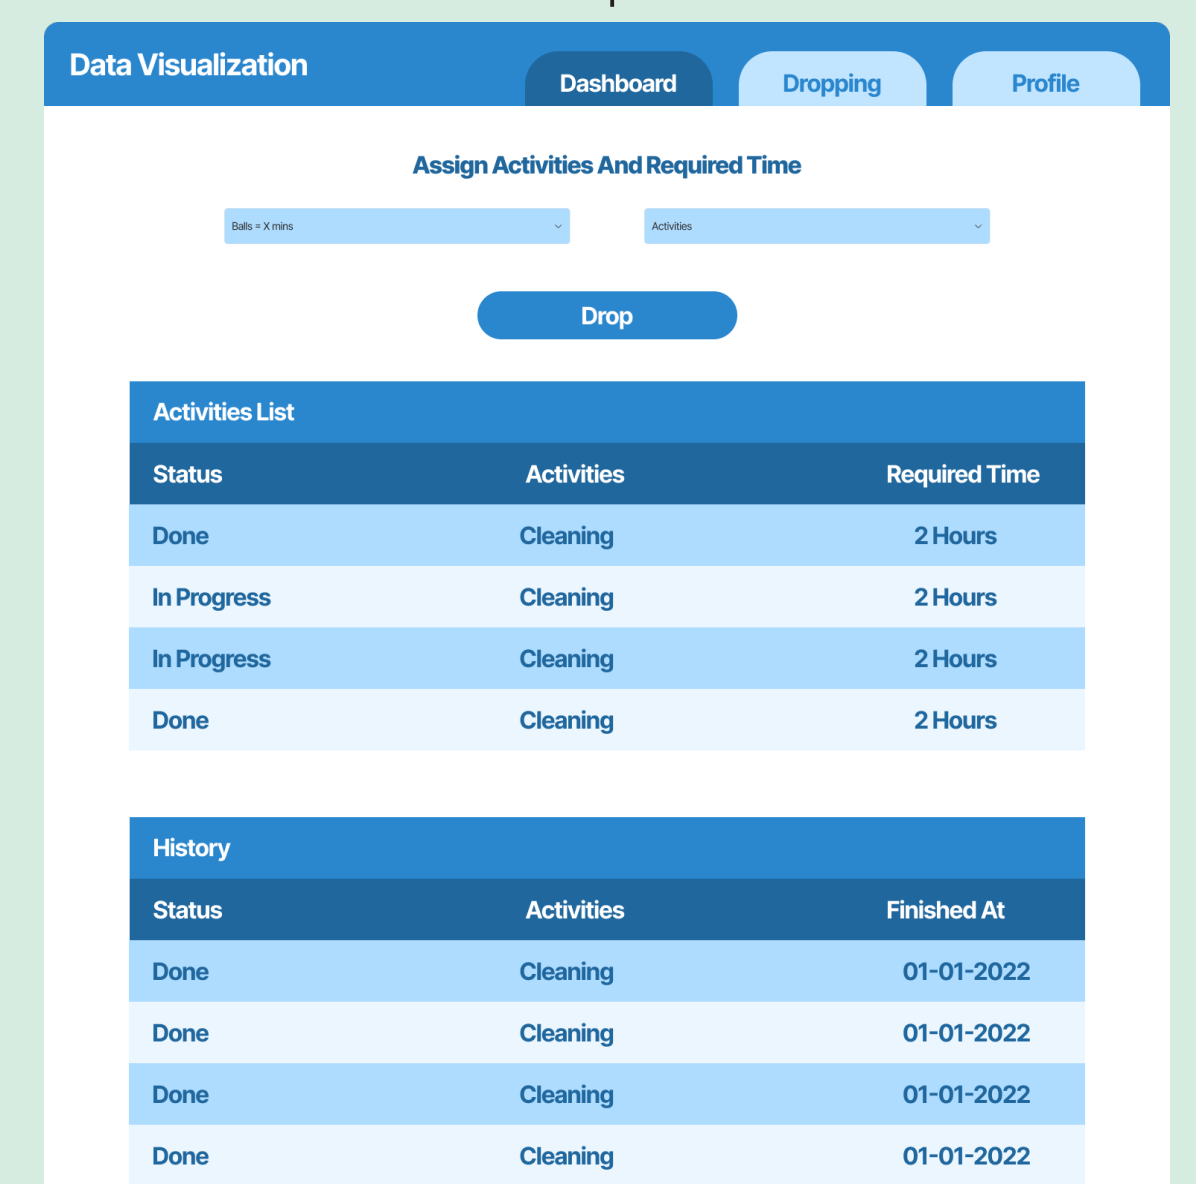 Data Visualization
Dashboard
Dropping
Profile
Assign Activities And Required Time
Balls = X mins
Activities
Drop
Activities List
Status Activities Required Time
Done Cleaning 2 Hours
In Progress Cleaning 2 Hours
In Progress Cleaning 2 Hours
Done Cleaning 2 Hours
History
Status Activities Finished At
Done Cleaning 01-01-2022
Done Cleaning 01-01-2022
Done Cleaning 01-01-2022
Done Cleaning 01-01-2022